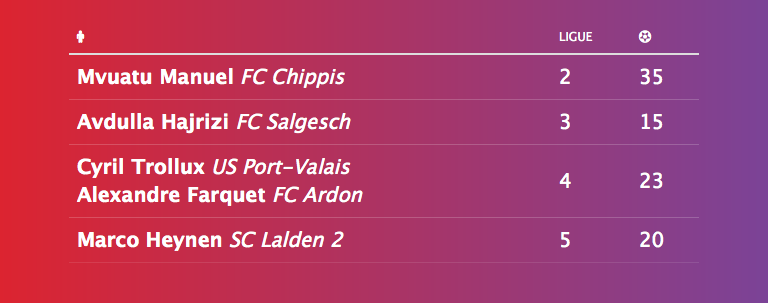 LIGUE
Mvuatu Manuel FC Chippis 2 35
Avdulla Hajrizi FC Salgesch 3 15
Cyril Trollux US Port-Valais
Alexandre Farquet FC Ardon 4 23
Marco Heynen SC Lalden 2 5 20